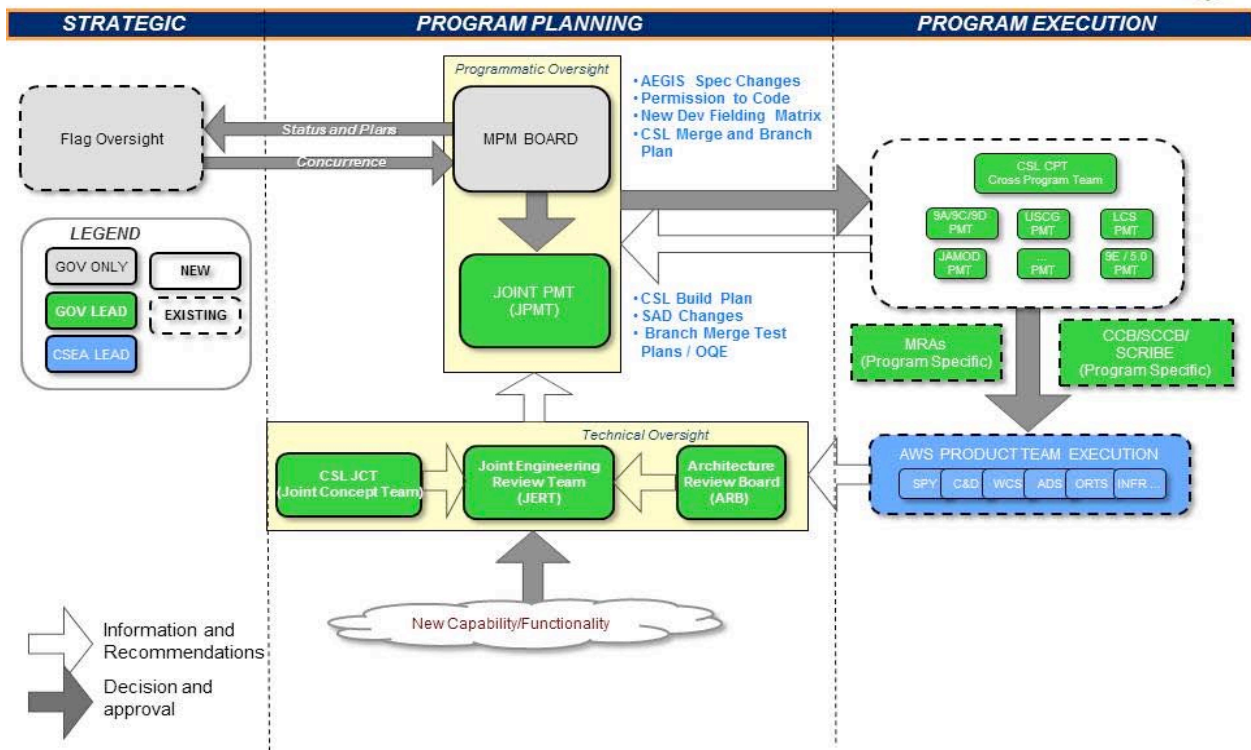 STRATEGIC
PROGRAM PLANNING
PROGRAM EXECUTION
Flag Oversight
Status and Plans
Concurrence
Programmatic Oversight
MPM BOARD
JOINT PMT
(JPMT)
• AEGIS Spec Changes
• Permission to Code
• New Dev Fielding Matrix
• CSL Merge and Branch
Plan
• CSL Build Plan
• SAD Changes
• Branch Merge Test
Plans / OQE
CSL CPT
Cross Program Team
9A/9C/9D
PMT
USCG
PMT
LCS
PMT
JAMOD
PMT
...
PMT
9E / 5.0
PMT
MRAs
(Program Specific)
CCB/SCCB/
SCRIBE
(Program Specific)
LEGEND
GOV ONLY
NEW
GOV LEAD
EXISTING
CSEA LEAD
Technical Oversight
CSL JCT
(Joint Concept Team)
Joint Engineering
Review Team
(JERT)
Architecture
Review Board
(ARB)
AWS PRODUCT TEAM EXECUTION
SPY
C&D
WCS
ADS
ORTS
INFR ...
New Capability/Functionality
Information and
Recommendations
Decision and
approval